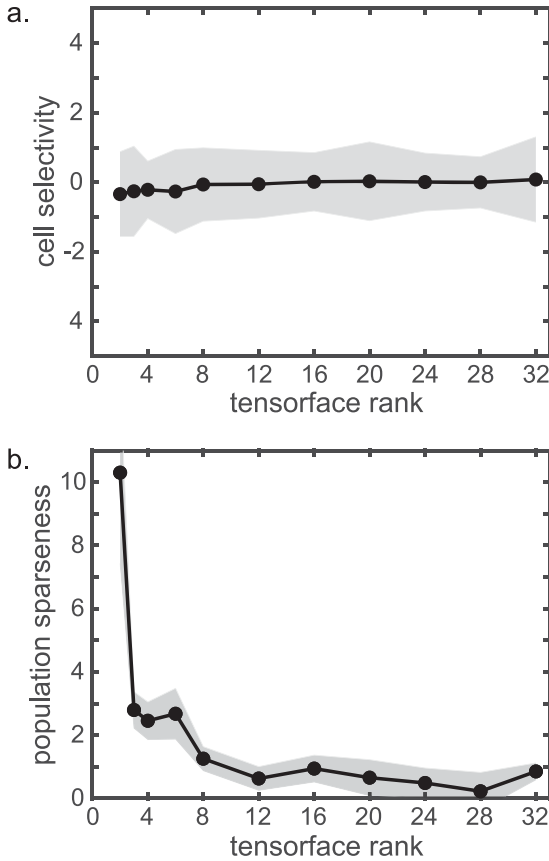 a.
4
2
0
-2
4
cell selectivity
0 4 8 12 16 20 24 28 32
tensorface rank
b.
10
8
6
4
2
0
population sparseness
0 4 8 12 16 20 24 28 32
tensorface rank